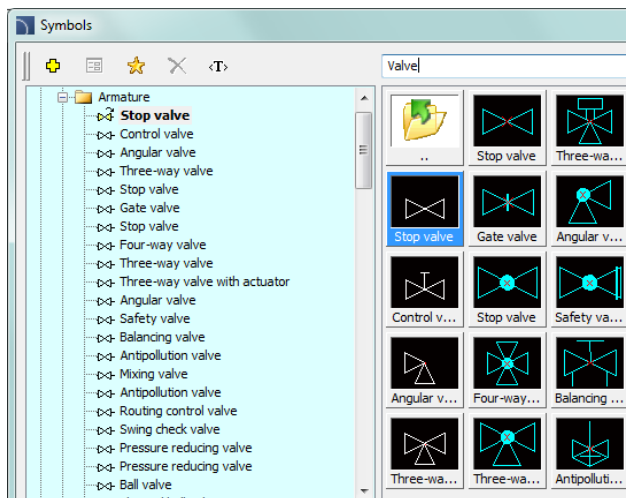 Symbols
<T>
Valve
Armature
Stop valve
Control valve
Angular valve
Three-way valve
Stop valve
Gate valve
Stop valve
Four-way valve
Three-way valve
Three-way valve with actuator
Angular valve
Safety valve
Balancing valve
Antipollution valve
Mixing valve
Antipollution valve
Routing control valve
Swing check valve
Pressure reducing valve
Pressure reducing valve
Ball valve
..
Stop valve
Three-wa...
Stop valve
Gate valve
Angular v...
Control v...
Stop valve
Safety va...
Angular v...
Four-way...
Balancing ...
Three-wa...
Three-wa...
Antipolluti...